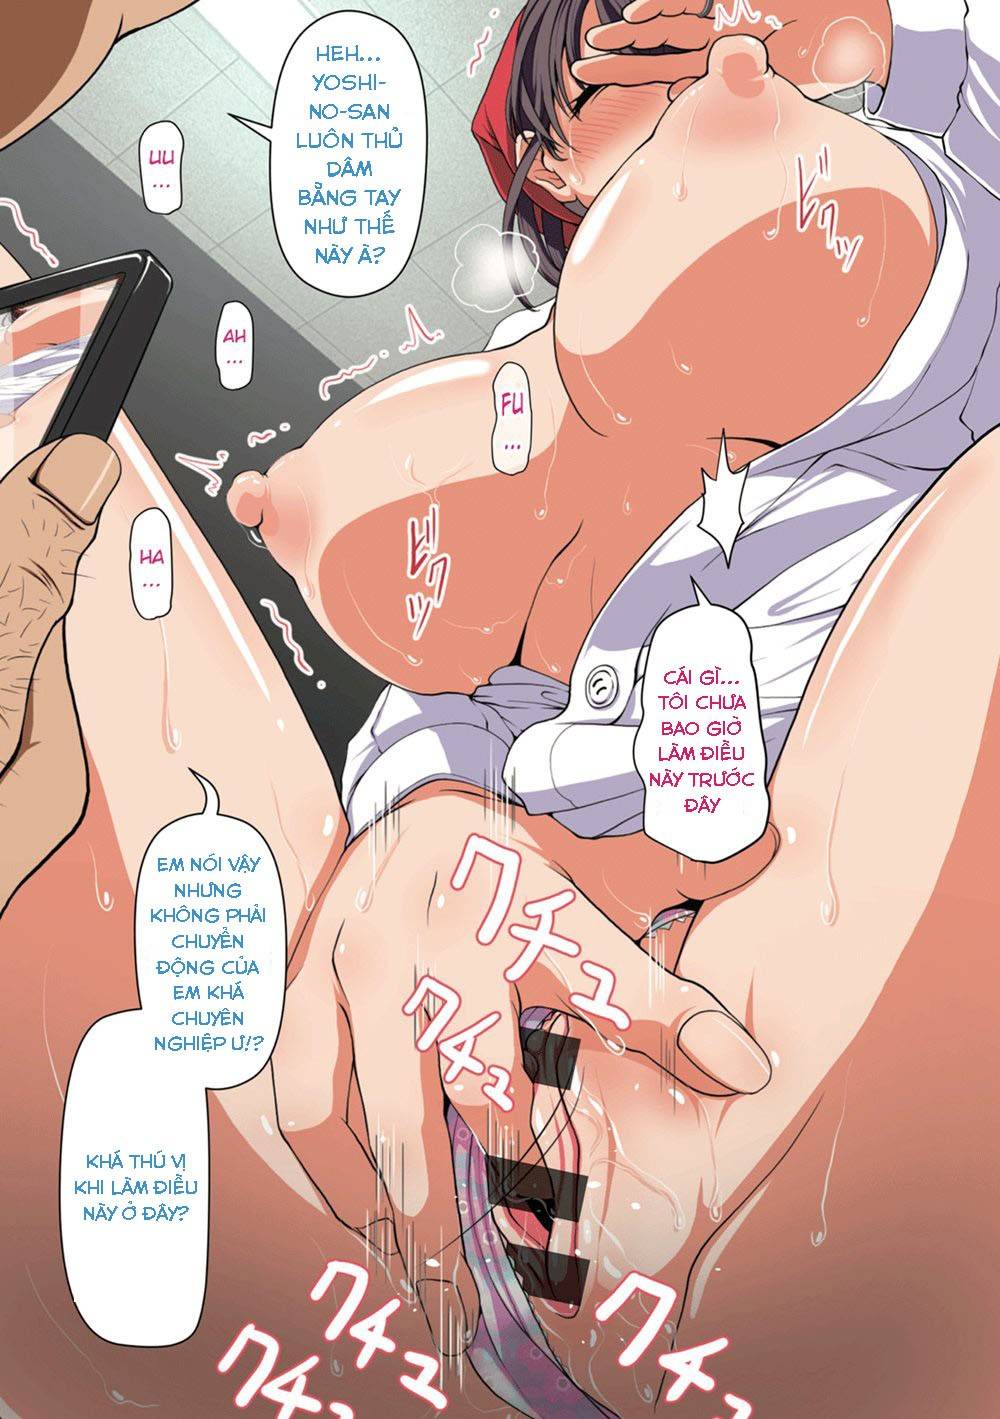 HEH...
YOSHI-
NO-SAN
LUÔN THỦ
DÂM
BẰNG TAY
NHƯ THẾ
NÀY À?
UU
...
AH
...
FU
...
HA
...
ビクッ
ビクッ
CÁI GÌ...
TÔI CHƯA
BAO GIỜ
LÀM ĐIỀU
NÀY TRƯỚC
ĐÂY
EM NÓI VẬY
NHƯNG
KHÔNG PHẢI
CHUYỂN
ĐỘNG CỦA
EM KHÁ
CHUYÊN
NGHIỆP Ư!?
KHÁ THÚ VỊ
KHI LÀM ĐIỀU
NÀY Ở ĐÂY?
クチュ
クチュ
クチュ
クチュ
クチュ